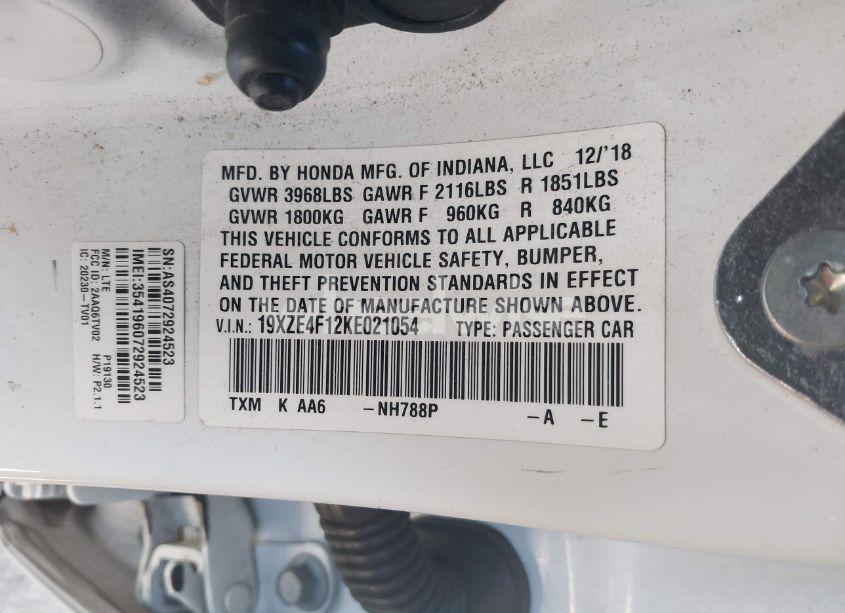 MFD. BY HONDA MFG. OF INDIANA, LLC 12/'18
GVWR 3968LBS GAWR F 2116LBS R 1851LBS
GVWR 1800KG GAWR F 960KG R 840KG
THIS VEHICLE CONFORMS TO ALL APPLICABLE
FEDERAL MOTOR VEHICLE SAFETY, BUMPER,
AND THEFT PREVENTION STANDARDS IN EFFECT
ON THE DATE OF MANUFACTURE SHOWN ABOVE.
V.I.N.: 19XZE4F12KE021054 TYPE: PASSENGER CAR
TXM K AA6 -NH788P -A -E
SN:AS4072924523
IMEI:354196072924523
M/N: LTE P19130
FCC ID: 2AAO6TV02 H/W: P2.1.1
IC: 20230-TV01